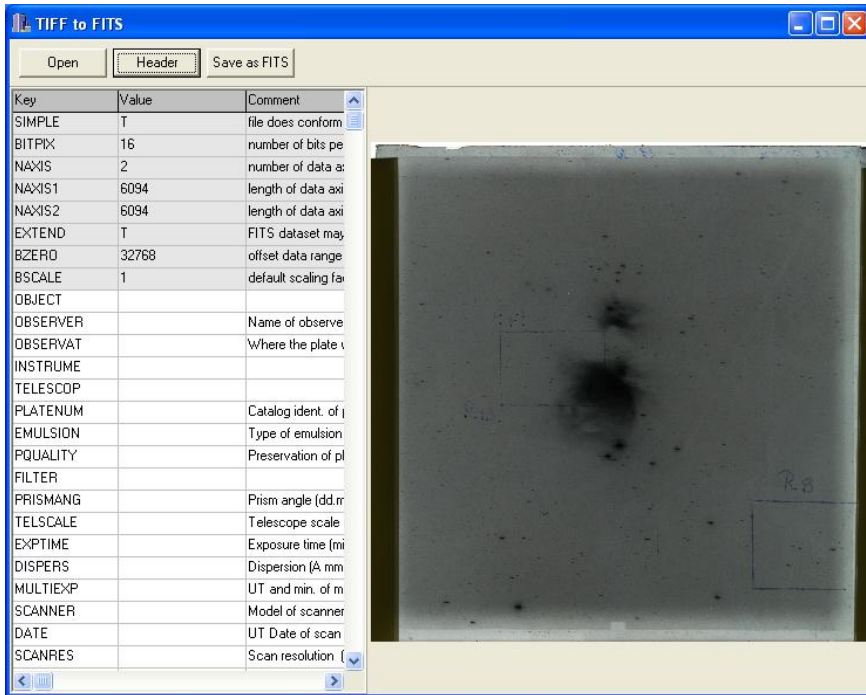 TIFF to FITS
Open Header Save as FITS
Key Value Comment
SIMPLE T file does conform
BITPIX 16 number of bits pe
NAXIS 2 number of data a
NAXIS1 6094 length of data axi
NAXIS2 6094 length of data axi
EXTEND T FITS dataset may
BZERO 32768 offset data range
BSCALE 1 default scaling fa
OBJECT
OBSERVER Name of observe
OBSERVAT Where the plate
INSTRUME
TELESCOP
PLATENUM Catalog ident. of
EMULSION Type of emulsion
PQUALITY Preservation of pl
FILTER
PRISMANG Prism angle (dd.m
TELSCALE Telescope scale
EXPTIME Exposure time (mi
DISPERS Dispersion (A mm
MULTIEXP UT and min. of m
SCANNER Model of scanner
DATE UT Date of scan
SCANRES Scan resolution (
R.B